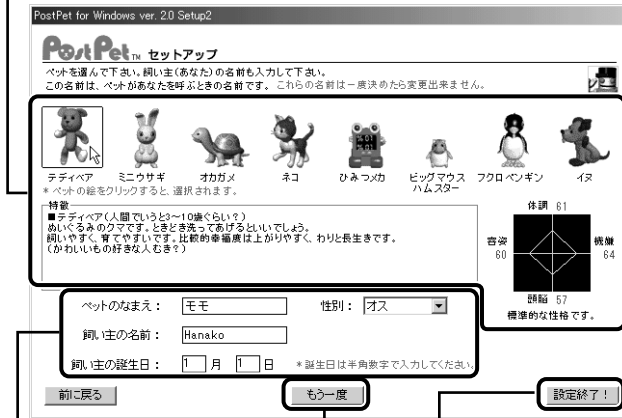 PostPet for Windows ver. 2.0 Setup2
PostPet TM セットアップ
ペットを選んで下さい。飼い主(あなた)の名前も入力して下さい。
この名前は、ペットがあなたを呼ぶときの名前です。これらの名前は一度決めたら変更出来ません。
テディベア ミニウサギ オカガメ ネコ ひみつメカ ビッグマウス ハムスター フクロペンギン イヌ
* ペットの絵をクリックすると、選択されます。
特徴
■テディベア(人間でいうと3~10歳ぐらい?)
ぬいぐるみのクマです。ときどき洗ってあげるといいでしょう。
飼いやすく、育てやすいです。比較的幸福度は上がりやすく、わりと長生きです。
(かわいいもの好きな人むき?)
体調 61
容姿 60
機嫌 64
頭脳 57
標準的な性格です。
ペットのなまえ: モモ 性別: オス
飼い主の名前: Hanako
飼い主の誕生日: 1 月 1 日 *誕生日は半角数字で入力してください。
前に戻る もう一度 設定終了!